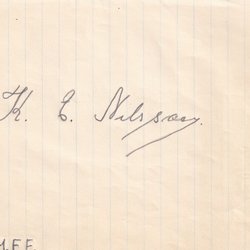 K. E. Nilsson.